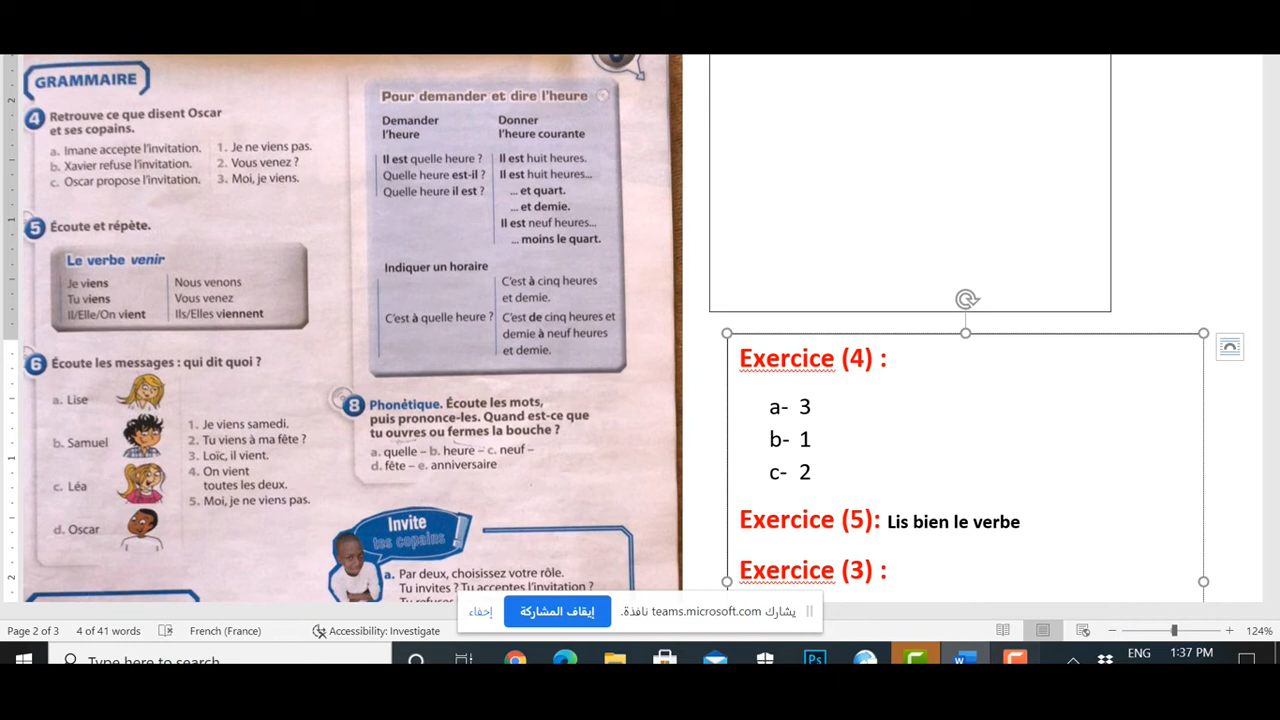 GRAMMAIRE
4 Retrouve ce que disent Oscar
et ses copains.
a. Imane accepte l'invitation.
b. Xavier refuse l'invitation.
c. Oscar propose l'invitation.
1. Je ne viens pas.
2. Vous venez ?
3. Moi, je viens.
5 Écoute et répète.
Le verbe venir
Je viens
Tu viens
Il/Elle/On vient
Nous venons
Vous venez
Ils/Elles viennent
6 Écoute les messages : qui dit quoi ?
a. Lise
b. Samuel
c. Léa
d. Oscar
1. Je viens samedi.
2. Tu viens à ma fête ?
3. Loïc, il vient.
4. On vient
toutes les deux.
5. Moi, je ne viens pas.
Pour demander et dire l'heure
Demander
l'heure
Il est quelle heure ?
Quelle heure est-il ?
Quelle heure il est ?
Donner
l'heure courante
Il est huit heures.
Il est huit heures...
... et quart.
... et demie.
Il est neuf heures...
... moins le quart.
Indiquer un horaire
C'est à quelle heure ?
C'est à cinq heures
et demie.
C'est de cinq heures et
demie à neuf heures
et demie.
8 Phonétique. Écoute les mots,
puis prononce-les. Quand est-ce que
tu ouvres ou fermes la bouche ?
a. quelle – b. heure – c. neuf –
d. fête – e. anniversaire
Invite
tes copains
!
a. Par deux, choisissez votre rôle.
Tu invites ? Tu acceptes l'invitation ?
Exercice (4) :
a- 3
b- 1
c- 2
Exercice (5): Lis bien le verbe
Exercice (3) :
يشارك teams.microsoft.com نافذة.
إيقاف المشاركة
إخفاء
Page 2 of 3
4 of 41 words
French (France)
Accessibility: Investigate
124%
Type here to search
Ps
ENG
1:37 PM